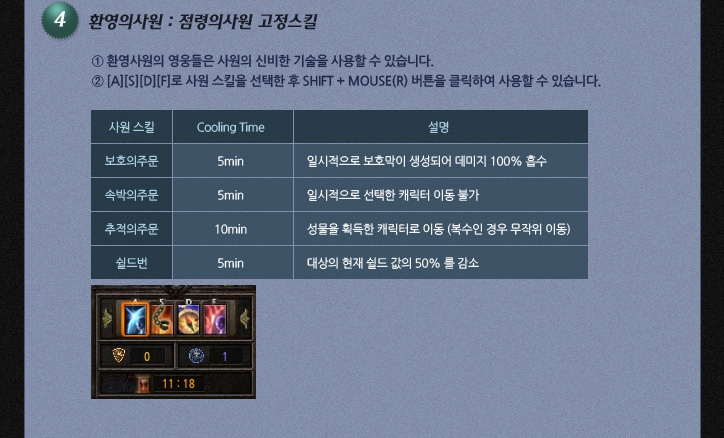 4 환영의사원 : 점령의사원 고정스킬
① 환영사원의 영웅들은 사원의 신비한 기술을 사용할 수 있습니다.
② [A][S][D][F]로 사원 스킬을 선택한 후 SHIFT + MOUSE(R) 버튼을 클릭하여 사용할 수 있습니다.
사원 스킬 Cooling Time 설명
보호의주문 5min 일시적으로 보호막이 생성되어 데미지 100% 흡수
속박의주문 5min 일시적으로 선택한 캐릭터 이동 불가
추적의주문 10min 성물을 획득한 캐릭터로 이동 (복수인 경우 무작위 이동)
쉴드번 5min 대상의 현재 쉴드 값의 50% 를 감소
A S D F
0 1
11 : 18